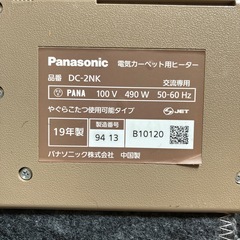 Panasonic 電気カーペット用ヒーター
品番 DC-2NK 交流専用
PANA 100 V 490 W 50-60 Hz
やぐらこたつ使用可能タイプ JET
19年製 製造番号 94 13 B10120
パナソニック株式会社 中国製